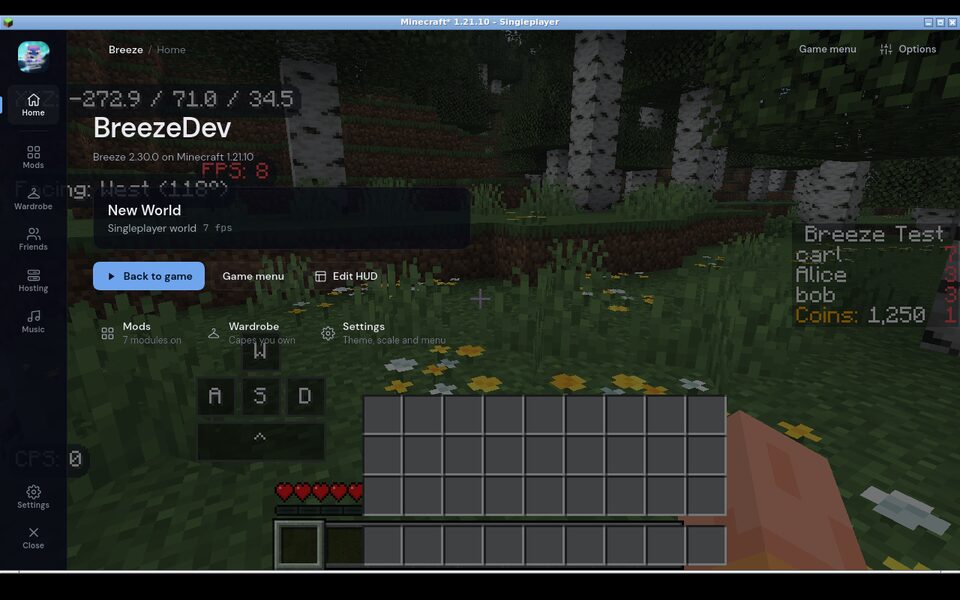 Minecraft* 1.21.10 - Singleplayer
Breeze / Home
Game menu
Options
Home
-272.9 / 71.0 / 34.5
BreezeDev
Breeze 2.30.0 on Minecraft 1.21.10
FPS: 8
Mods
Facing: West (118°)
Wardrobe
New World
Singleplayer world 7 fps
Breeze Test
carl
Alice
bob
Coins: 1,250
Friends
Back to game
Game menu
Edit HUD
Hosting
Music
Mods
7 modules on
Wardrobe
Capes you own
Settings
Theme, scale and menu
W
A S D
^
CPS: 0
Settings
Close